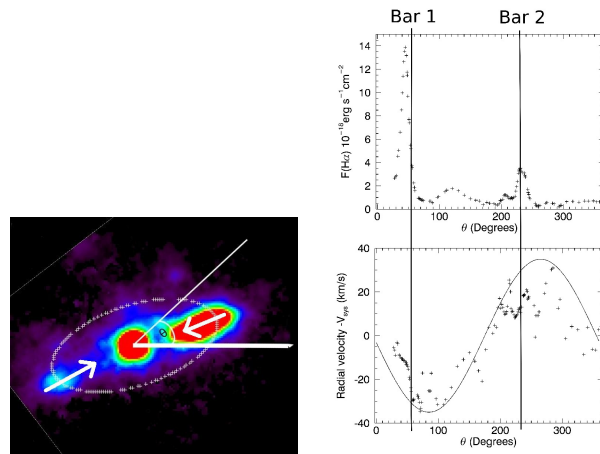 Bar 1 Bar 2
14
12
10
8
6
4
2
0
F(Hα) 10⁻¹⁸erg s⁻¹cm⁻²
0 100 200 300
θ (Degrees)
θ
40
20
0
-20
-40
Radial velocity -V_sys (km/s)
0 100 200 300
θ (Degrees)